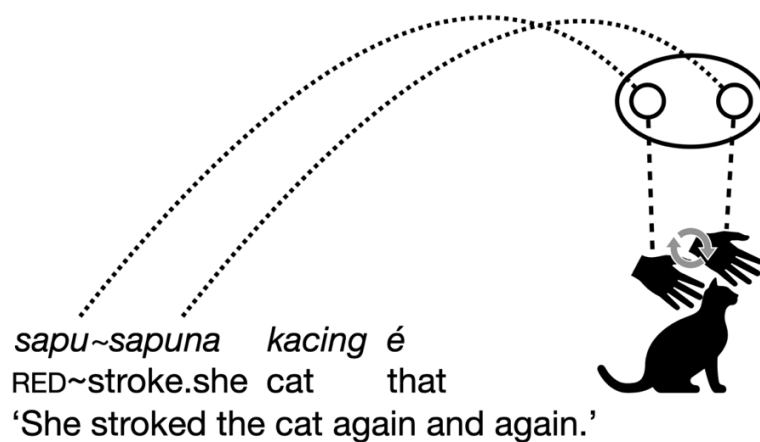 sapu~sapuna kacing é
RED~stroke.she cat that
‘She stroked the cat again and again.’